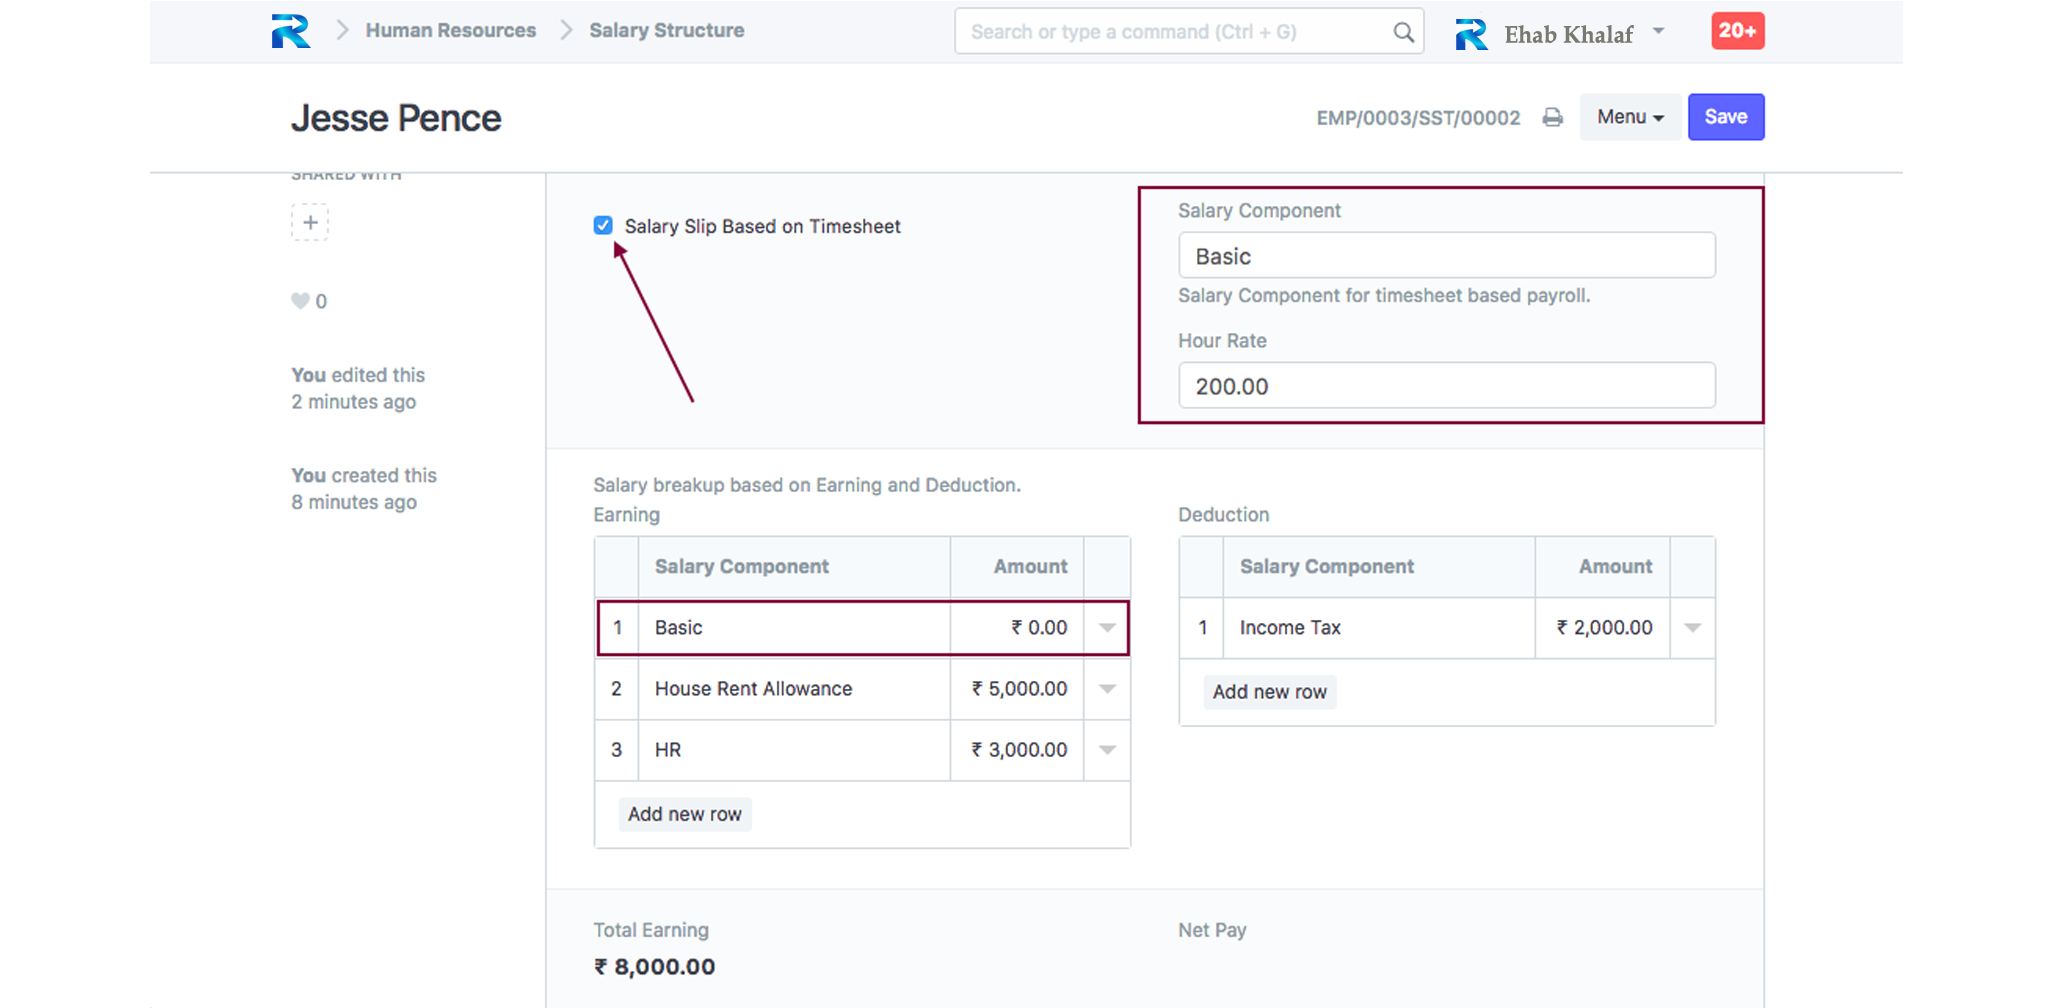 Human Resources
Salary Structure
Search or type a command (Ctrl + G)
Ehab Khalaf
20+
Jesse Pence
EMP/0003/SST/00002
Menu
Save
SHARED WITH
+
0
You edited this
2 minutes ago
You created this
8 minutes ago
Salary Slip Based on Timesheet
Salary Component
Basic
Salary Component for timesheet based payroll.
Hour Rate
200.00
Salary breakup based on Earning and Deduction.
Earning
Salary Component Amount
1 Basic ₹ 0.00
2 House Rent Allowance ₹ 5,000.00
3 HR ₹ 3,000.00
Add new row
Deduction
Salary Component Amount
1 Income Tax ₹ 2,000.00
Add new row
Total Earning
₹ 8,000.00
Net Pay